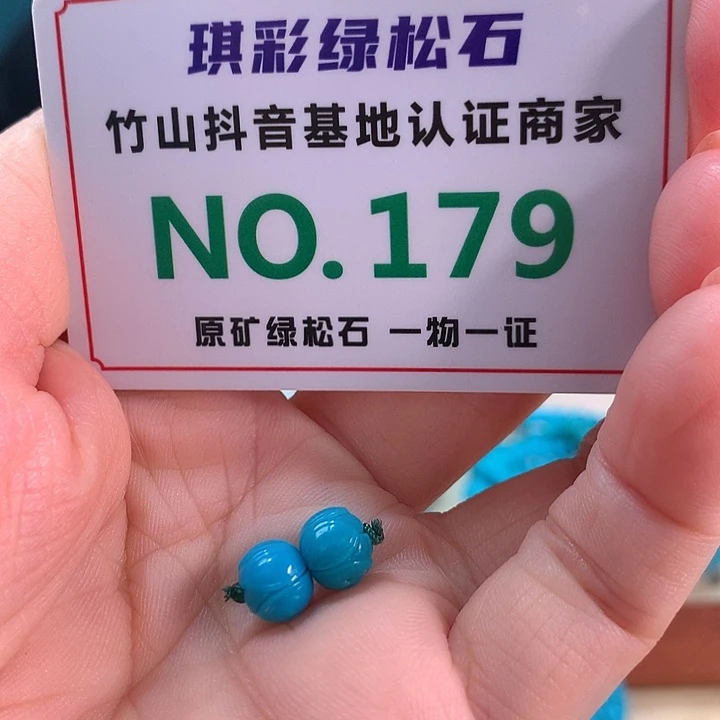 琪彩绿松石
竹山抖音基地认证商家
NO.179
原矿绿松石 一物一证